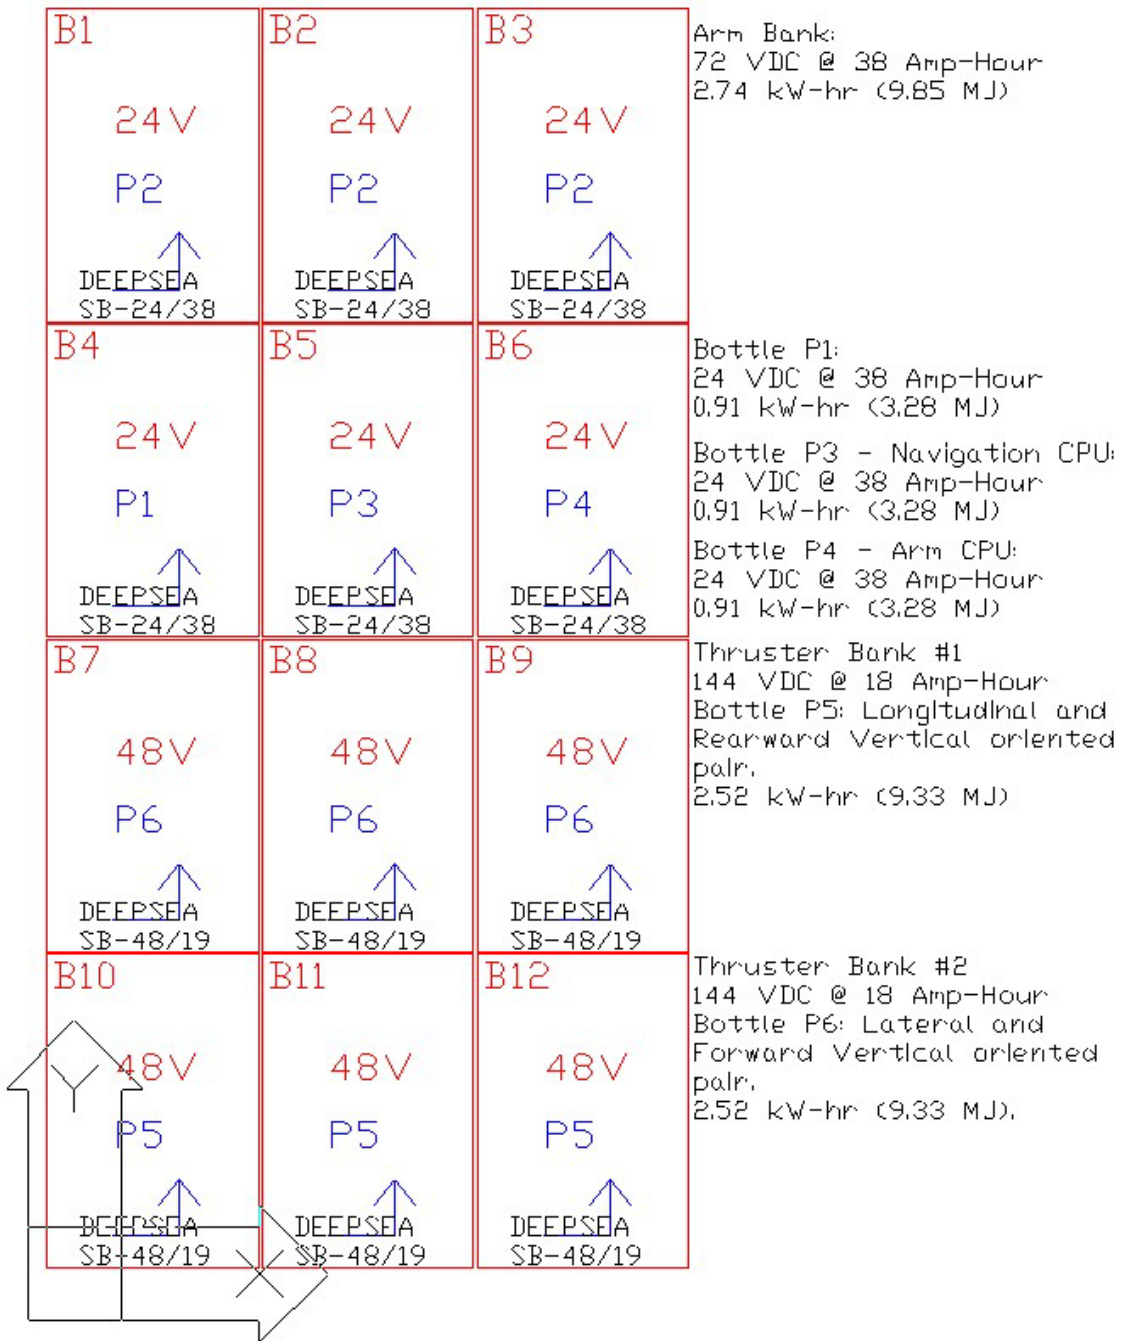 B1 B2 B3
24V 24V 24V
P2 P2 P2
DEEPSEA DEEPSEA DEEPSEA
SB-24/38 SB-24/38 SB-24/38
Arm Bank:
72 VDC @ 38 Amp-Hour
2.74 kW-hr (9.85 MJ)
B4 B5 B6
24V 24V 24V
P1 P3 P4
DEEPSEA DEEPSEA DEEPSEA
SB-24/38 SB-24/38 SB-24/38
Bottle P1:
24 VDC @ 38 Amp-Hour
0.91 kW-hr (3.28 MJ)
Bottle P3 - Navigation CPU:
24 VDC @ 38 Amp-Hour
0.91 kW-hr (3.28 MJ)
Bottle P4 - Arm CPU:
24 VDC @ 38 Amp-Hour
0.91 kW-hr (3.28 MJ)
B7 B8 B9
48V 48V 48V
P6 P6 P6
DEEPSEA DEEPSEA DEEPSEA
SB-48/19 SB-48/19 SB-48/19
Thruster Bank #1
144 VDC @ 18 Amp-Hour
Bottle P5: Longitudinal and
Rearward Vertical oriented
pair.
2.52 kW-hr (9.33 MJ)
B10 B11 B12
48V 48V 48V
P5 P5 P5
DEEPSEA DEEPSEA DEEPSEA
SB-48/19 SB-48/19 SB-48/19
Thruster Bank #2
144 VDC @ 18 Amp-Hour
Bottle P6: Lateral and
Forward Vertical oriented
pair.
2.52 kW-hr (9.33 MJ).
Y
X